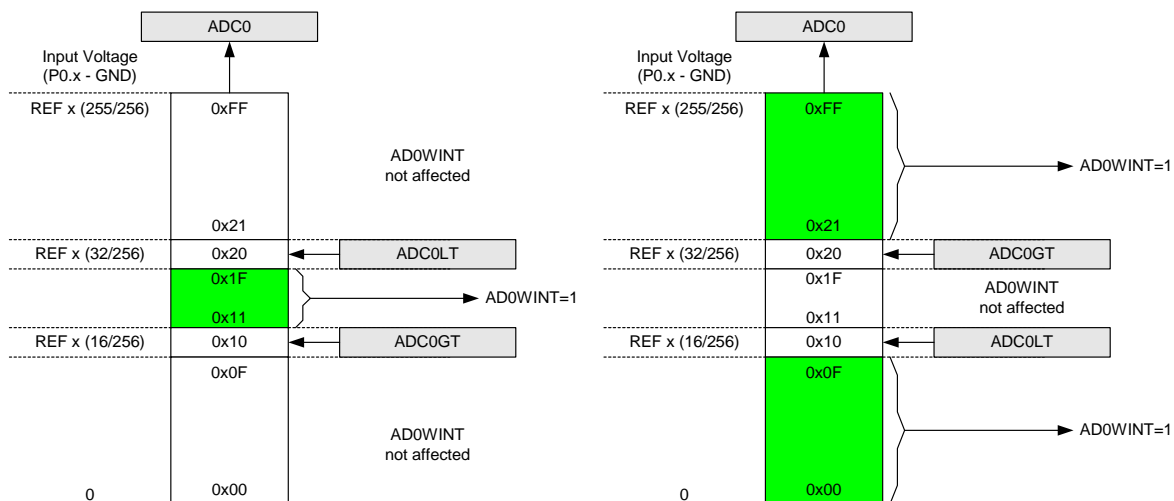 ADC0
Input Voltage
(P0.x - GND)
REF x (255/256)
0xFF
AD0WINT
not affected
0x21
REF x (32/256)
0x20
ADC0LT
0x1F
AD0WINT=1
0x11
REF x (16/256)
0x10
ADC0GT
0x0F
AD0WINT
not affected
0
0x00
ADC0
Input Voltage
(P0.x - GND)
REF x (255/256)
0xFF
AD0WINT=1
0x21
REF x (32/256)
0x20
ADC0GT
0x1F
AD0WINT
not affected
0x11
REF x (16/256)
0x10
ADC0LT
0x0F
AD0WINT=1
0
0x00